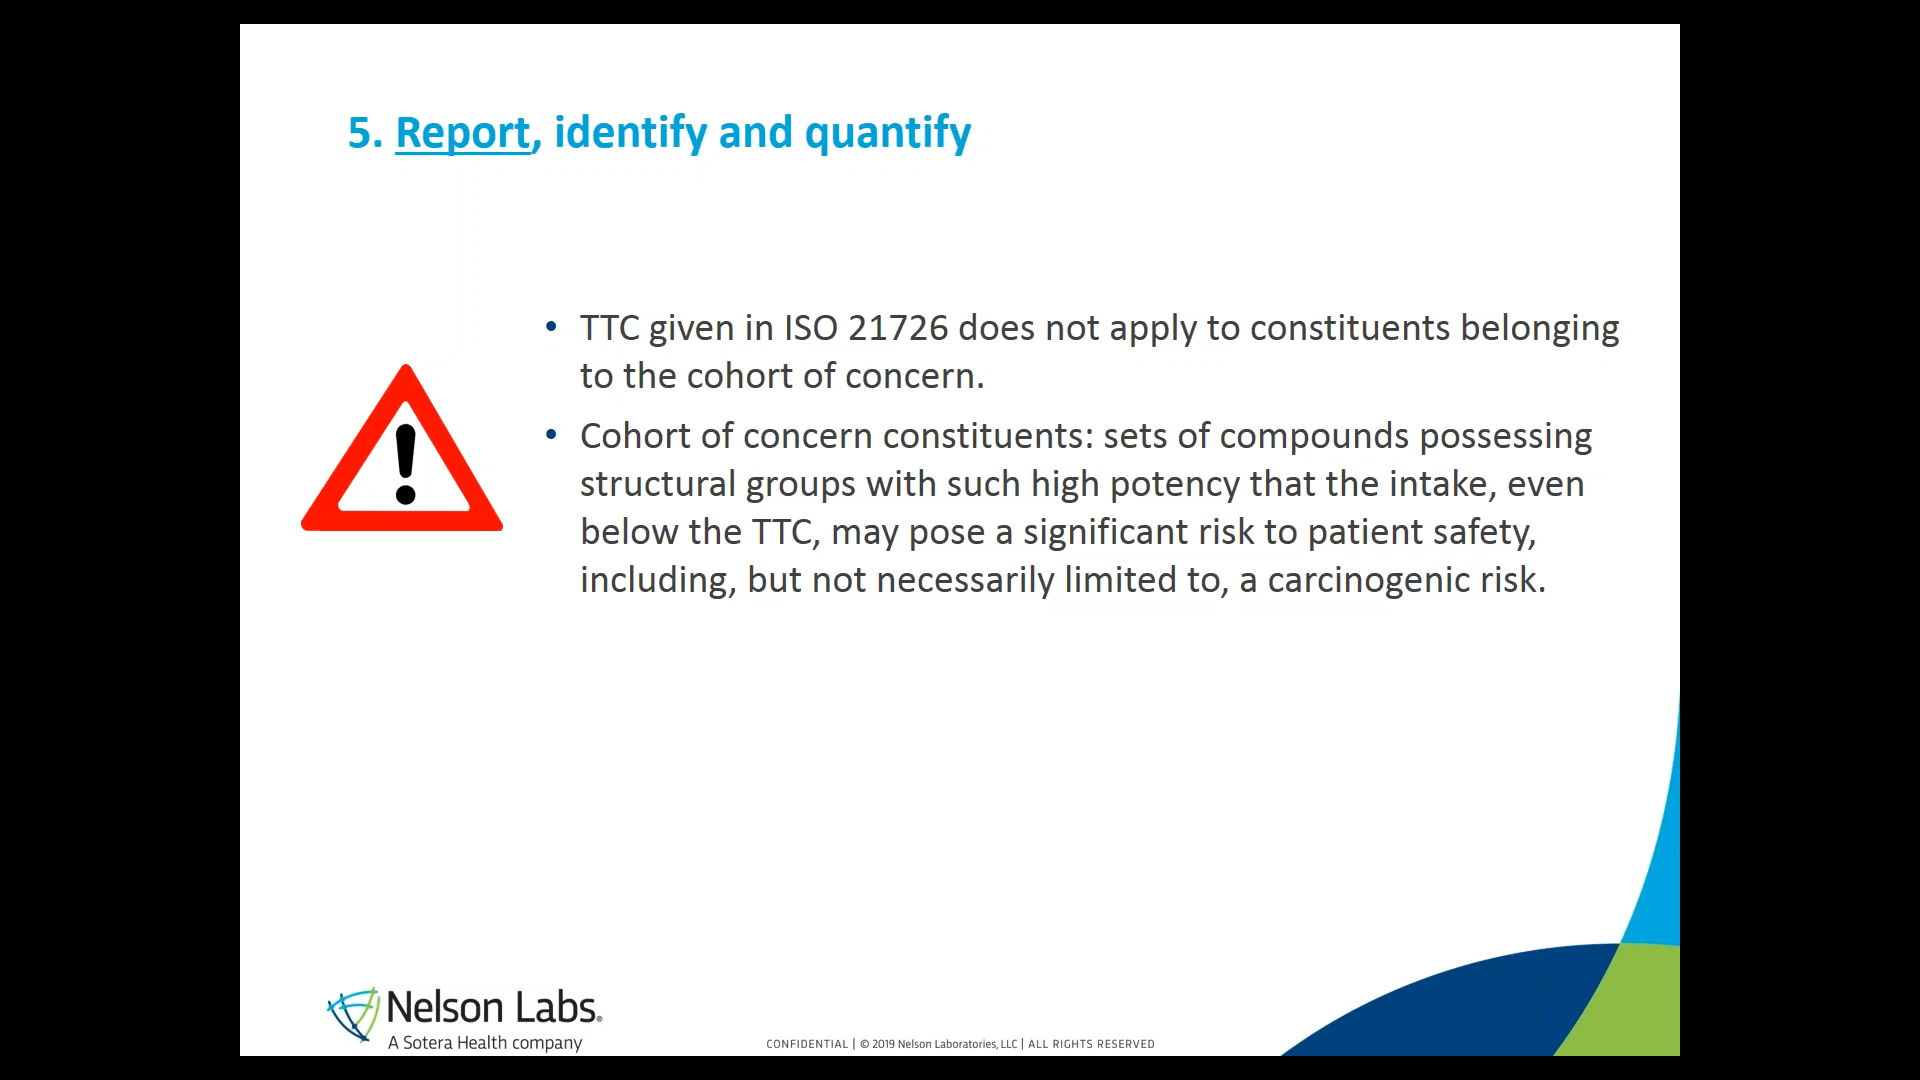 5. Report, identify and quantify
• TTC given in ISO 21726 does not apply to constituents belonging
to the cohort of concern.
• Cohort of concern constituents: sets of compounds possessing
structural groups with such high potency that the intake, even
below the TTC, may pose a significant risk to patient safety,
including, but not necessarily limited to, a carcinogenic risk.
Nelson Labs®
A Sotera Health company
CONFIDENTIAL | © 2019 Nelson Laboratories, LLC | ALL RIGHTS RESERVED